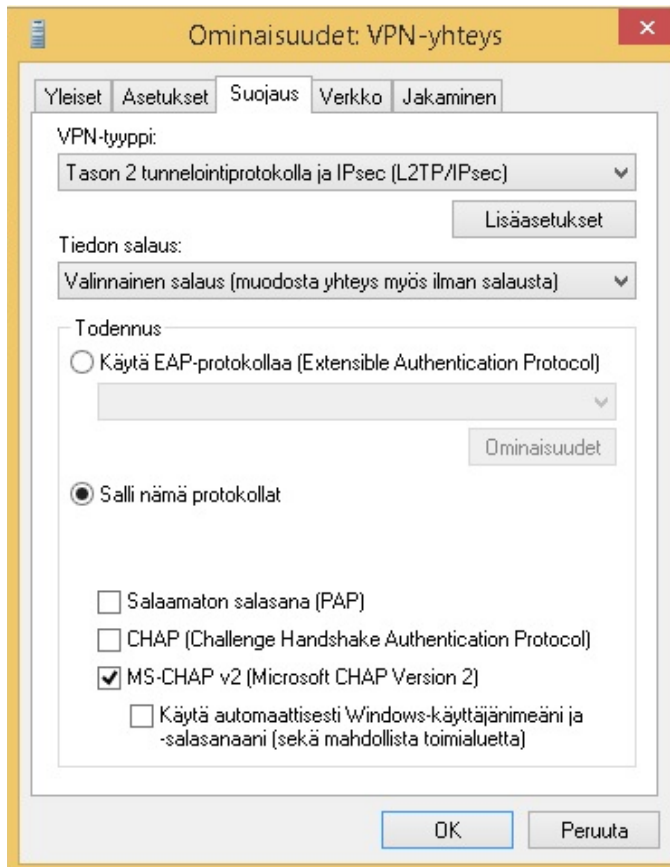 Ominaisuudet: VPN-yhteys
Yleiset Asetukset Suojaus Verkko Jakaminen
VPN-tyyppi:
Tason 2 tunnelointiprotokolla ja IPsec (L2TP/IPsec)
Lisäasetukset
Tiedon salaus:
Valinnainen salaus (muodosta yhteys myös ilman salausta)
Todennus
Käytä EAP-protokollaa (Extensible Authentication Protocol)
Ominaisuudet
Salli nämä protokollat
Salaamaton salasana (PAP)
CHAP (Challenge Handshake Authentication Protocol)
MS-CHAP v2 (Microsoft CHAP Version 2)
Käytä automaattisesti Windows-käyttäjänimeäni ja
-salasanaani (sekä mahdollista toimialuetta)
OK Peruuta